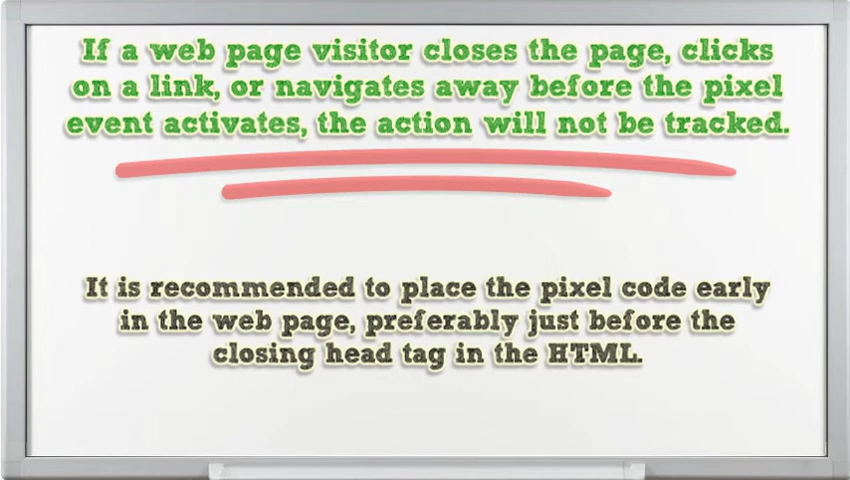 If a web page visitor closes the page, clicks
on a link, or navigates away before the pixel
event activates, the action will not be tracked.
It is recommended to place the pixel code early
in the web page, preferably just before the
closing head tag in the HTML.